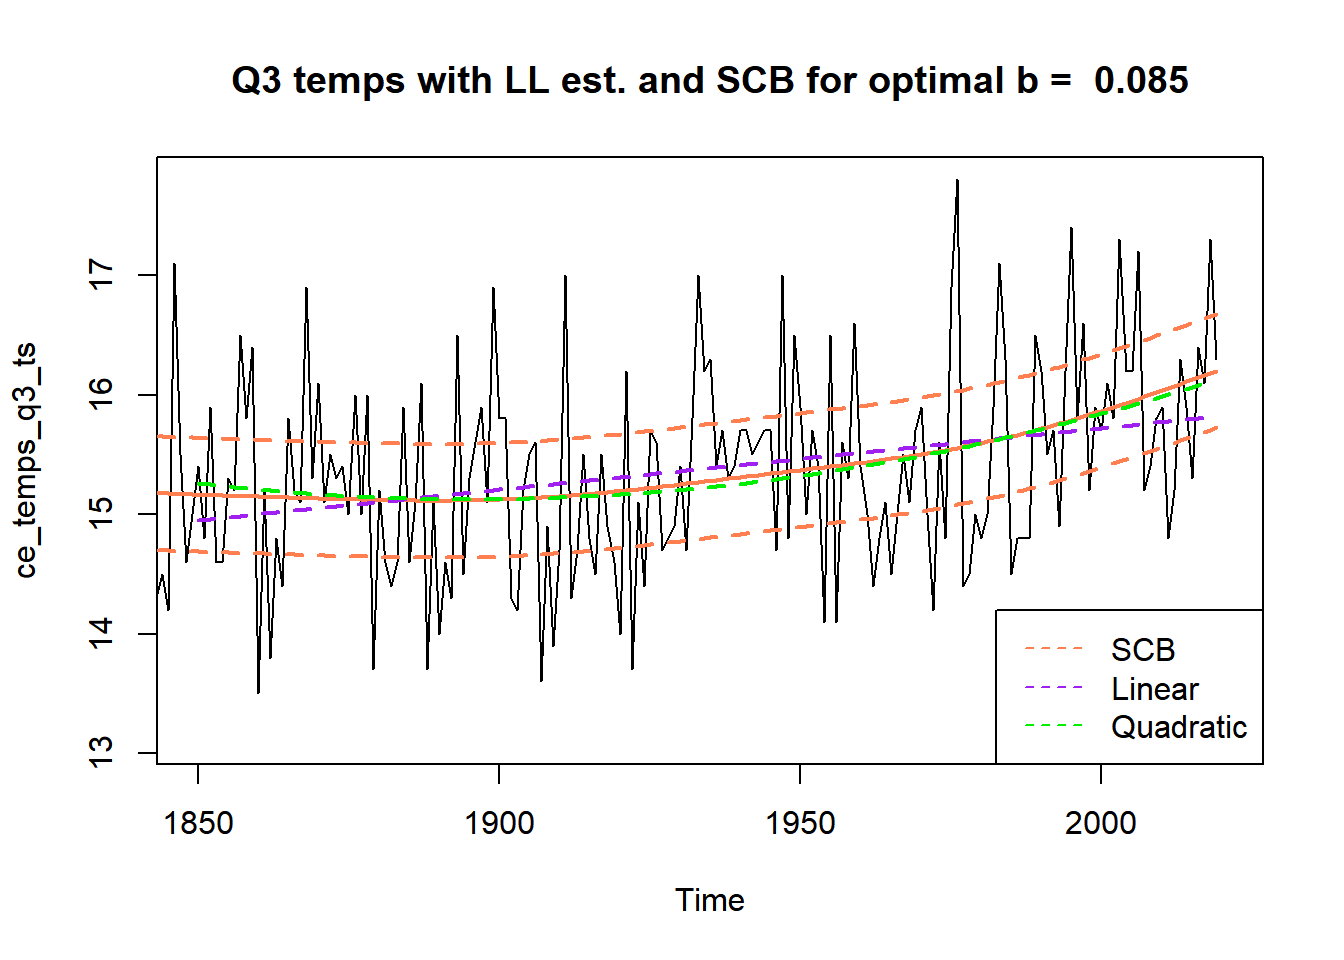 Q3 temps with LL est. and SCB for optimal b =  0.085
ce_temps_q3_ts
17
16
15
14
13
1850 1900 1950 2000
Time
SCB
Linear
Quadratic